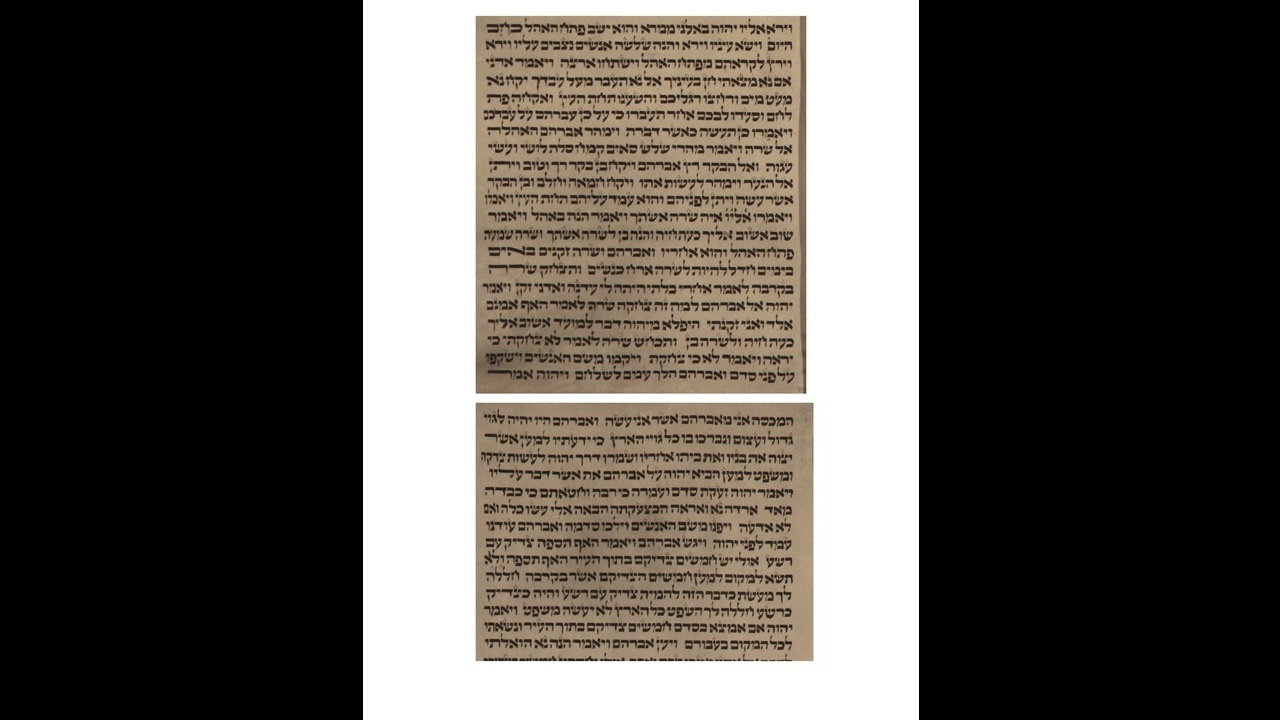 וירא אליו יהוה באלני ממרא והוא ישב פתח האהל כחם
היום וישא עיניו וירא והנה שלשה אנשים נצבים עליו וירא
וירץ לקראתם מפתח האהל וישתחו ארצה ויאמר אדני
אם נא מצאתי חן בעיניך אל נא תעבר מעל עבדך יקח נא
מעט מים ורחצו רגליכם והשענו תחת העץ ואקחה פת
לחם וסעדו לבכם אחר תעברו כי על כן עברתם על עבדכם
ויאמרו כן תעשה כאשר דברת וימהר אברהם האהלה
אל שרה ויאמר מהרי שלש סאים קמח סלת לושי ועשי
עגות ואל הבקר רץ אברהם ויקח בן בקר רך וטוב ויתן
אל הנער וימהר לעשות אתו ויקח חמאה וחלב ובן הבקר
אשר עשה ויתן לפניהם והוא עמד עליהם תחת העץ ויאכלו
ויאמרו אליו איה שרה אשתך ויאמר הנה באהל ויאמר
שוב אשוב אליך כעת חיה והנה בן לשרה אשתך ושרה שמעת
פתח האהל והוא אחריו ואברהם ושרה זקנים באים
בימים חדל להיות לשרה ארח כנשים ותצחק שרה
בקרבה לאמר אחרי בלתי היתה לי עדנה ואדני זקן ויאמר
יהוה אל אברהם למה זה צחקה שרה לאמר האף אמנם
אלד ואני זקנתי היפלא מיהוה דבר למועד אשוב אליך
כעת חיה ולשרה בן ותכחש שרה לאמר לא צחקתי כי
יראה ויאמר לא כי צחקת ויקמו משם האנשים וישקפו
על פני סדם ואברהם הלך עמם לשלחם ויהוה אמר
המכסה אני מאברהם אשר אני עשה ואברהם היו יהיה לגוי
גדול ועצום ונברכו בו כל גויי הארץ כי ידעתיו למען אשר
יצוה את בניו ואת ביתו אחריו ושמרו דרך יהוה לעשות צדקה
ומשפט למען הביא יהוה על אברהם את אשר דבר עליו
ויאמר יהוה זעקת סדם ועמרה כי רבה וחטאתם כי כבדה
מאד ארדה נא ואראה הכצעקתה הבאה אלי עשו כלה ואם
לא אדעה ויפנו משם האנשים וילכו סדמה ואברהם עודנו
עמד לפני יהוה ויגש אברהם ויאמר האף תספה צדיק עם
רשע אולי יש חמשים צדיקם בתוך העיר האף תספה ולא
תשא למקום למען חמשים הצדיקם אשר בקרבה חללה
לך מעשת כדבר הזה להמית צדיק עם רשע והיה כצדיק
כרשע חללה לך השפט כל הארץ לא יעשה משפט ויאמר
יהוה אם אמצא בסדם חמשים צדיקם בתוך העיר ונשאתי
לכל המקום בעבורם ויען אברהם ויאמר הנה נא הואלתי